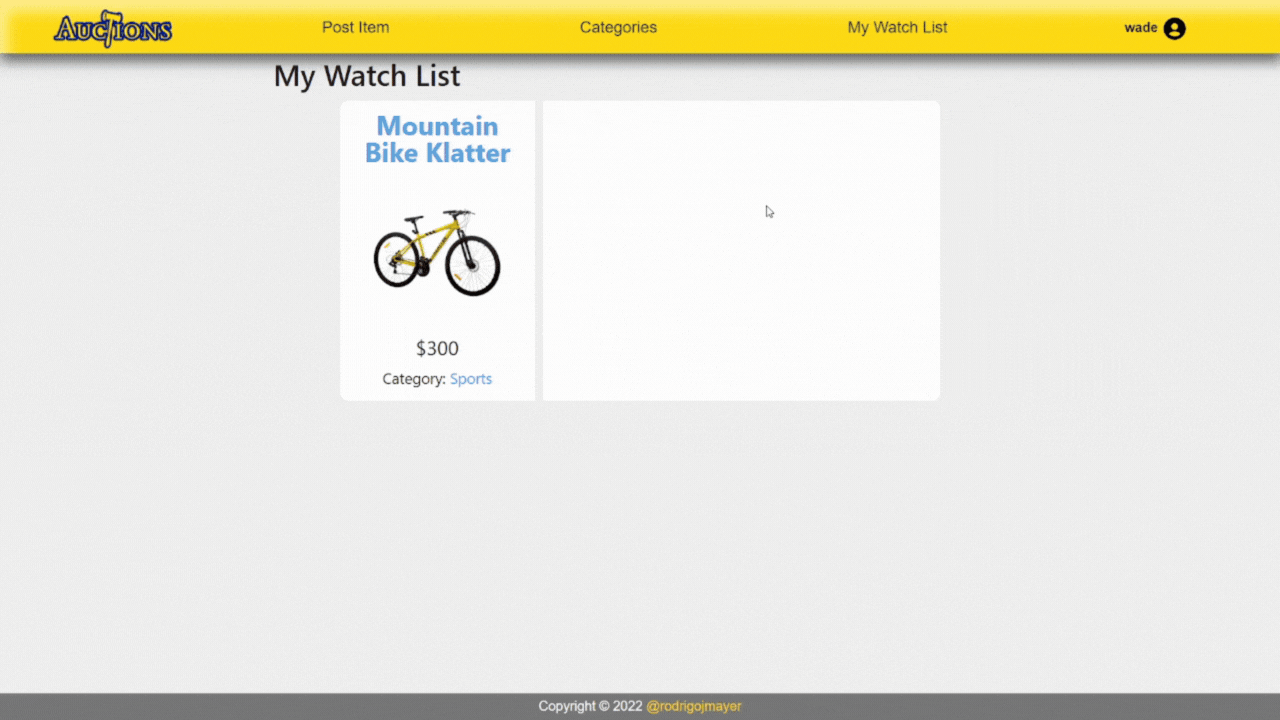 AUCTIONS
Post Item
Categories
My Watch List
wade
My Watch List
Mountain
Bike Klatter
$300
Category: Sports
Copyright © 2022 @rodrigojmayer